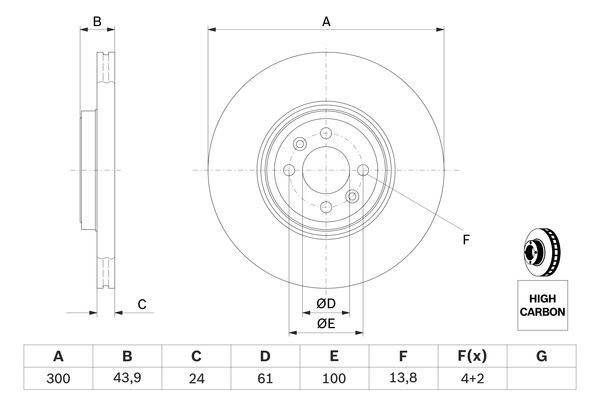 B
A
F
C
ØD
ØE
HIGH
CARBON
A B C D E F F(x) G
300 43,9 24 61 100 13,8 4+2